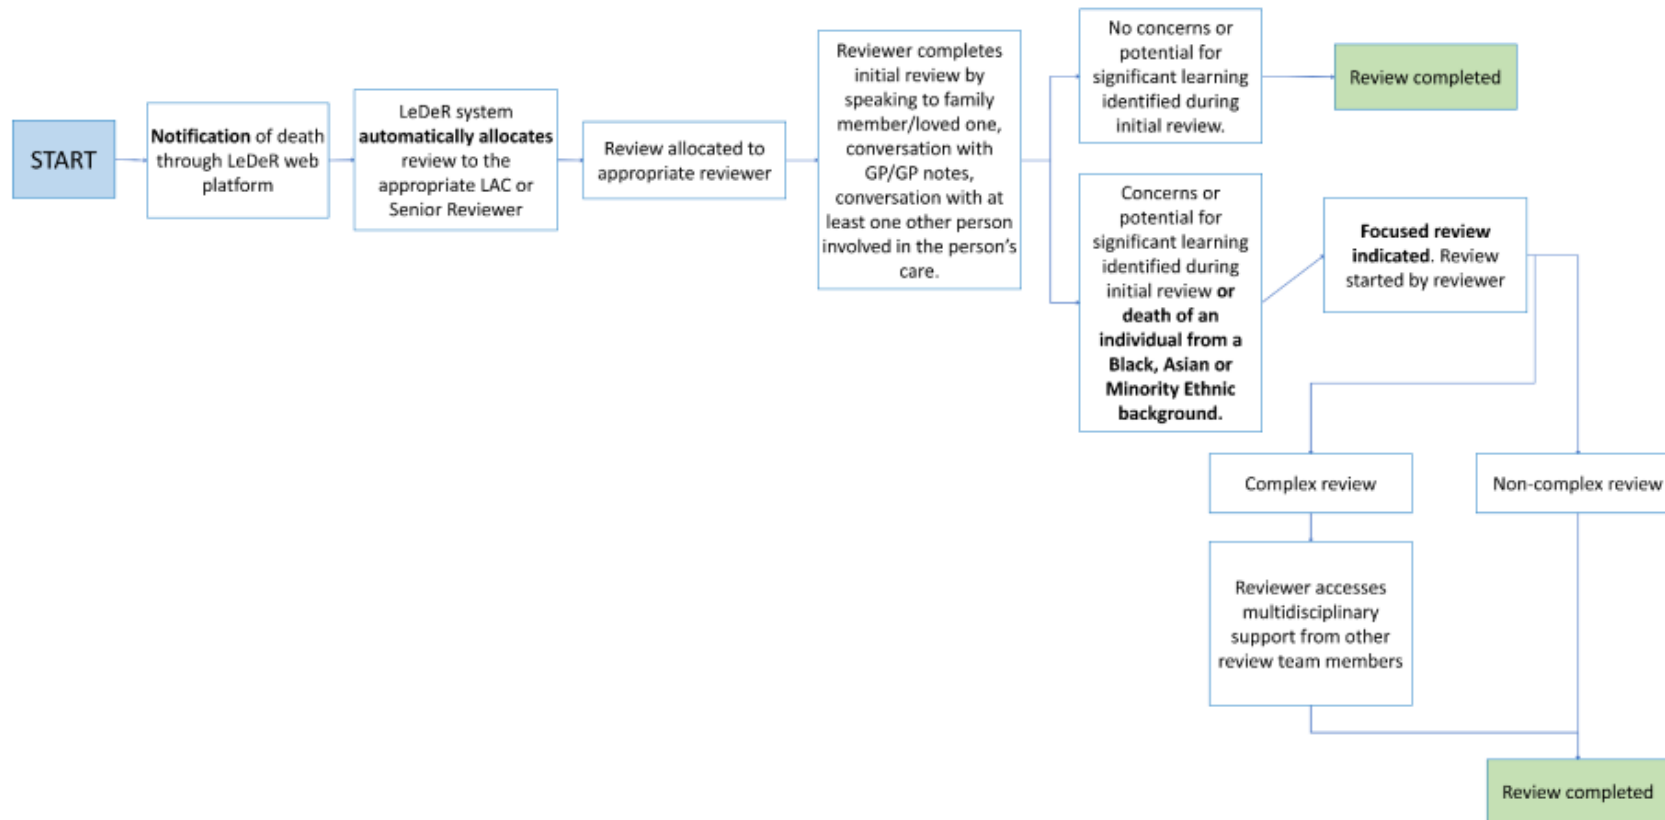 START
Notification of death
through LeDeR web
platform
LeDeR system
automatically allocates
review to the
appropriate LAC or
Senior Reviewer
Review allocated to
appropriate reviewer
Reviewer completes
initial review by
speaking to family
member/loved one,
conversation with
GP/GP notes,
conversation with at
least one other person
involved in the person's
care.
No concerns or
potential for
significant learning
identified during
initial review.
Review completed
Concerns or
potential for
significant learning
identified during
initial review or
death of an
individual from a
Black, Asian or
Minority Ethnic
background.
Focused review
indicated. Review
started by reviewer
Complex review
Non-complex review
Reviewer accesses
multidisciplinary
support from other
review team members
Review completed